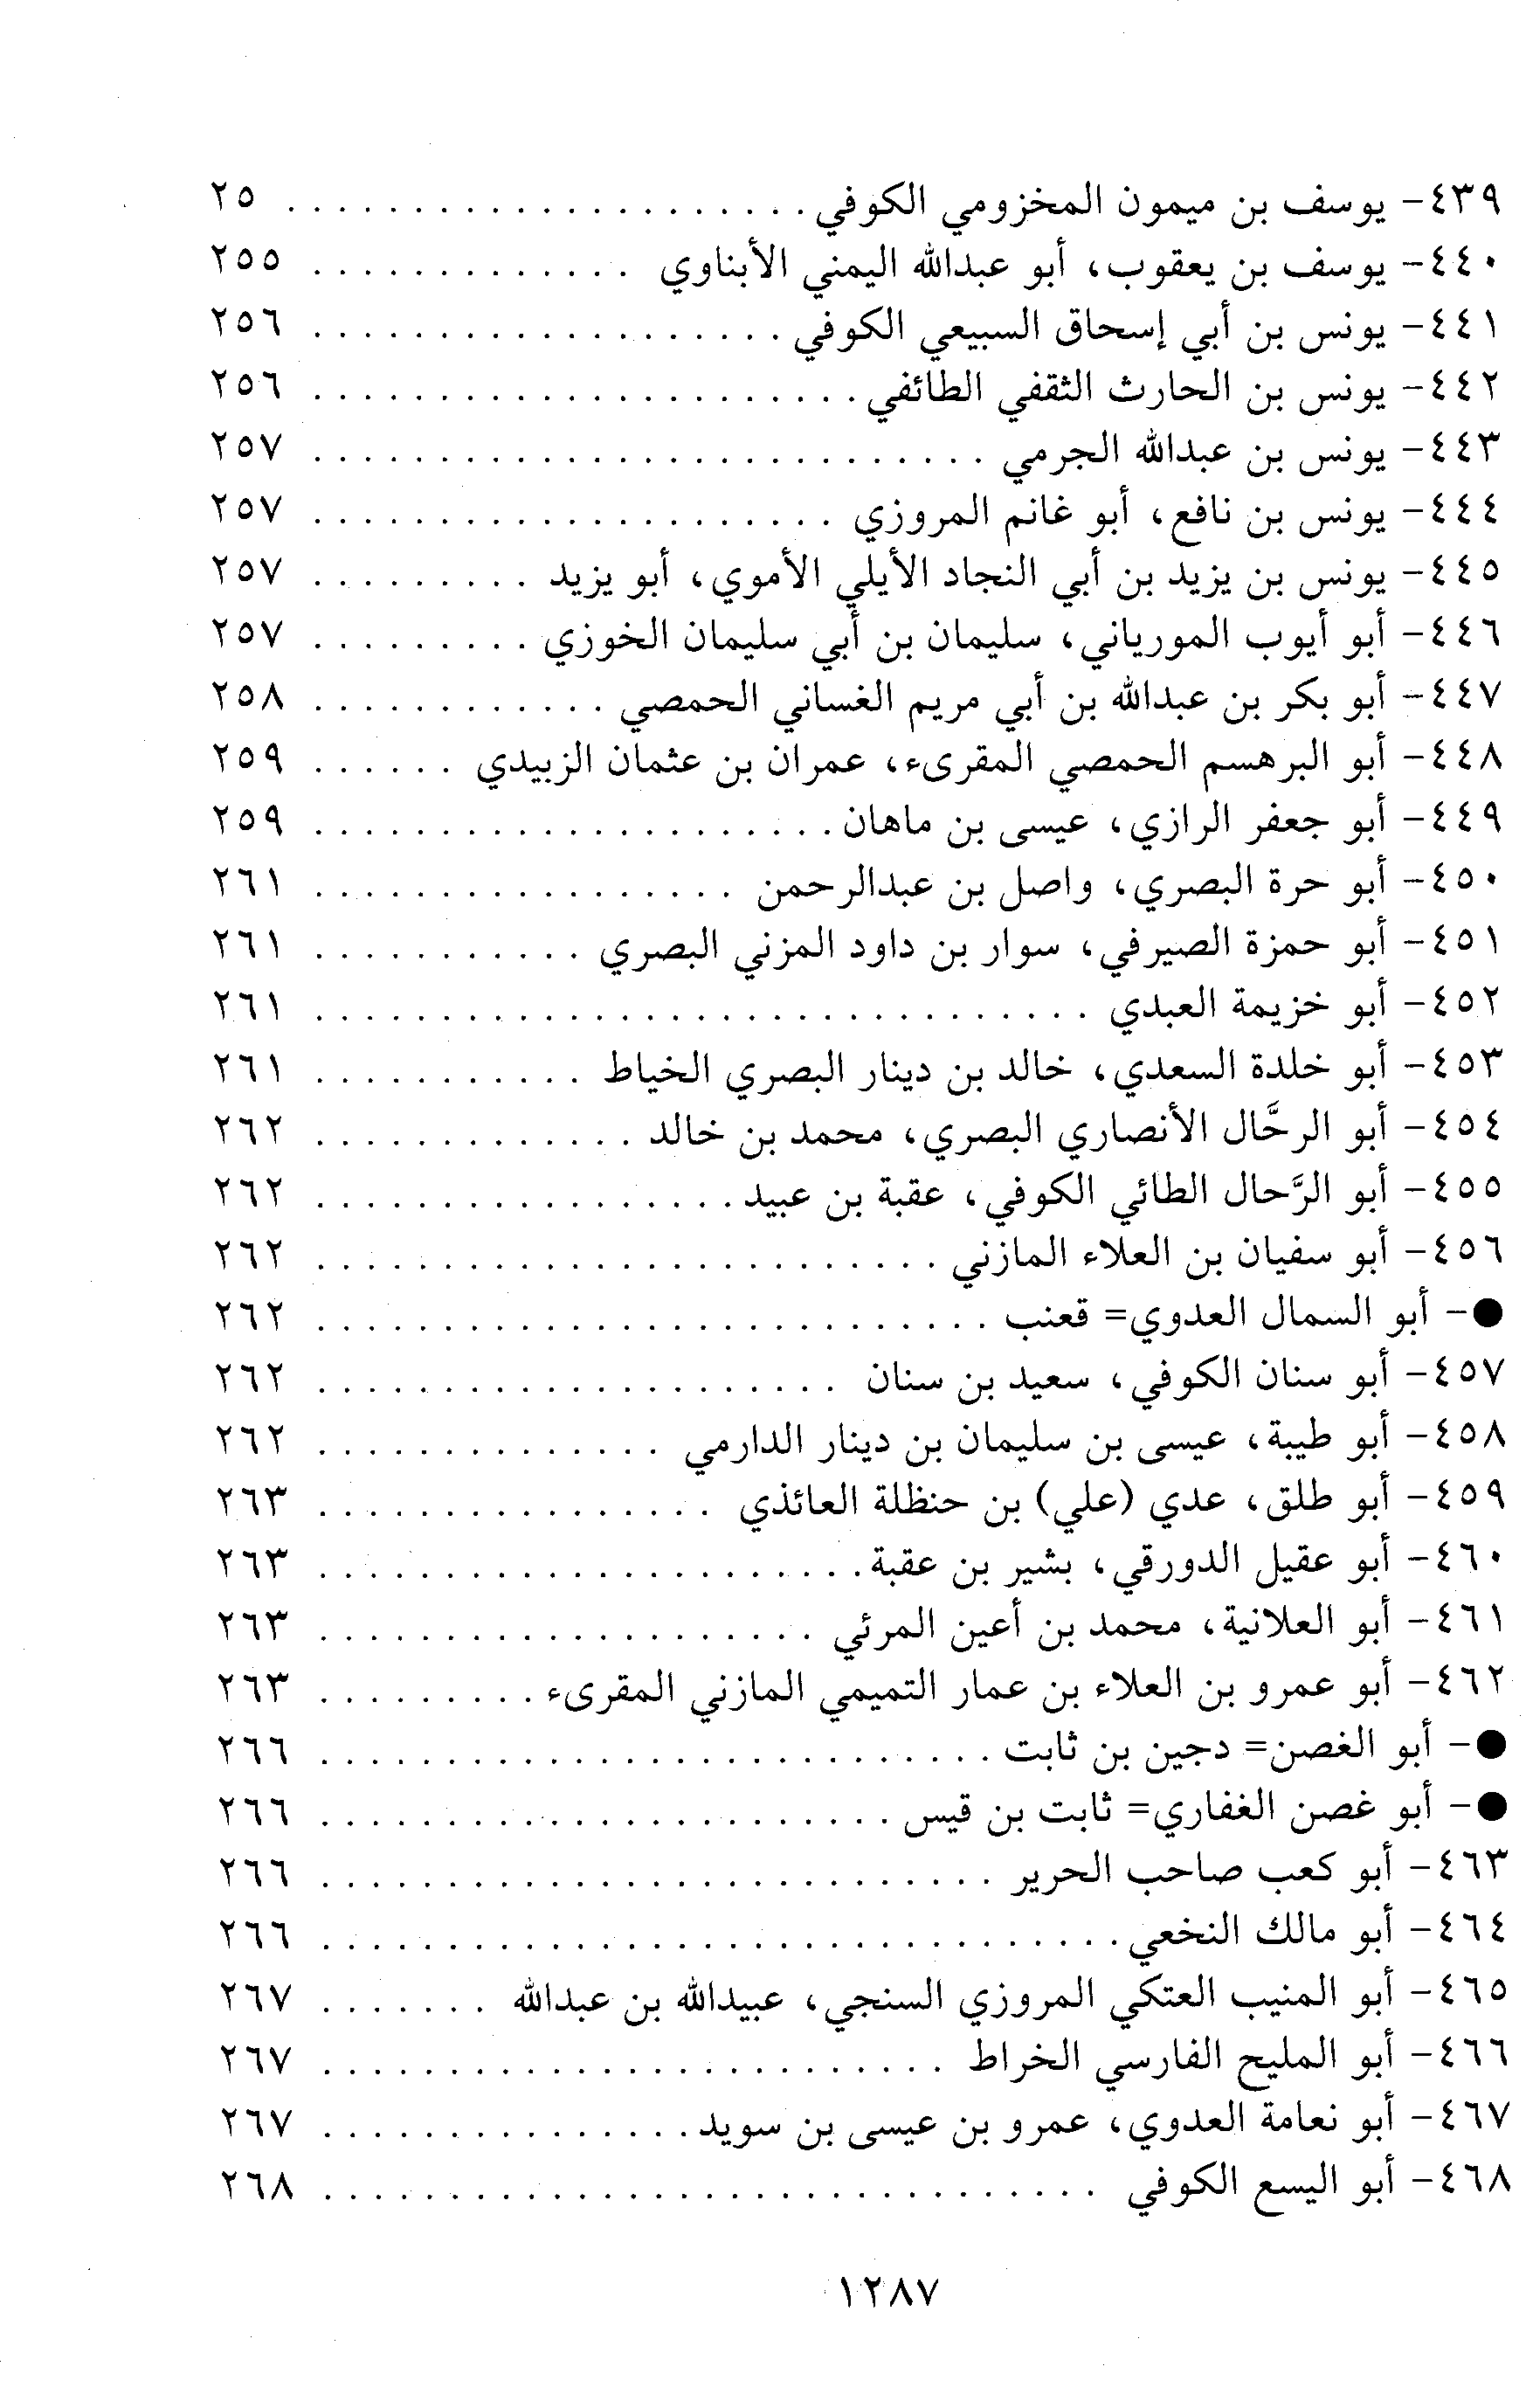 ٤٣٩- يوسف بن ميمون المخزومي الكوفي . . . . . . . . . . . . . . . . . . . . . ٢٥
٤٤٠- يوسف بن يعقوب، أبو عبدالله اليمني الأبناوي . . . . . . . . . . . . . ٢٥٥
٤٤١- يونس بن أبي إسحاق السبيعي الكوفي . . . . . . . . . . . . . . . . . . . ٢٥٦
٤٤٢- يونس بن الحارث الثقفي الطائفي . . . . . . . . . . . . . . . . . . . . . . ٢٥٦
٤٤٣- يونس بن عبدالله الجرمي . . . . . . . . . . . . . . . . . . . . . . . . . . . ٢٥٧
٤٤٤- يونس بن نافع، أبو غانم المروزي . . . . . . . . . . . . . . . . . . . . . ٢٥٧
٤٤٥- يونس بن يزيد بن أبي النجاد الأيلي الأموي، أبو يزيد . . . . . . . . . ٢٥٧
٤٤٦- أبو أيوب المورياني، سليمان بن أبي سليمان الخوزي . . . . . . . . . ٢٥٧
٤٤٧- أبو بكر بن عبدالله بن أبي مريم الغساني الحمصي . . . . . . . . . . . . ٢٥٨
٤٤٨- أبو البرهسم الحمصي المقرىء، عمران بن عثمان الزبيدي . . . . . . ٢٥٩
٤٤٩- أبو جعفر الرازي، عيسى بن ماهان . . . . . . . . . . . . . . . . . . . . . ٢٥٩
٤٥٠- أبو حرة البصري، واصل بن عبدالرحمن . . . . . . . . . . . . . . . . . ٢٦١
٤٥١- أبو حمزة الصيرفي، سوار بن داود المزني البصري . . . . . . . . . . . ٢٦١
٤٥٢- أبو خزيمة العبدي . . . . . . . . . . . . . . . . . . . . . . . . . . . . . . . ٢٦١
٤٥٣- أبو خلدة السعدي، خالد بن دينار البصري الخياط . . . . . . . . . . . ٢٦١
٤٥٤- أبو الرحَّال الأنصاري البصري، محمد بن خالد . . . . . . . . . . . . . ٢٦٢
٤٥٥- أبو الرَّحال الطائي الكوفي، عقبة بن عبيد . . . . . . . . . . . . . . . . . ٢٦٢
٤٥٦- أبو سفيان بن العلاء المازني . . . . . . . . . . . . . . . . . . . . . . . . . ٢٦٢
●- أبو السمال العدوي= قعنب . . . . . . . . . . . . . . . . . . . . . . . . . . . ٢٦٢
٤٥٧- أبو سنان الكوفي، سعيد بن سنان . . . . . . . . . . . . . . . . . . . . . ٢٦٢
٤٥٨- أبو طيبة، عيسى بن سليمان بن دينار الدارمي . . . . . . . . . . . . . . ٢٦٢
٤٥٩- أبو طلق، عدي (علي) بن حنظلة العائذي . . . . . . . . . . . . . . . . ٢٦٣
٤٦٠- أبو عقيل الدورقي، بشير بن عقبة . . . . . . . . . . . . . . . . . . . . . . ٢٦٣
٤٦١- أبو العلانية، محمد بن أعين المرئي . . . . . . . . . . . . . . . . . . . . ٢٦٣
٤٦٢- أبو عمرو بن العلاء بن عمار التميمي المازني المقرىء . . . . . . . . . ٢٦٣
●- أبو الغصن= دجين بن ثابت . . . . . . . . . . . . . . . . . . . . . . . . . . . ٢٦٦
●- أبو غصن الغفاري= ثابت بن قيس . . . . . . . . . . . . . . . . . . . . . . . ٢٦٦
٤٦٣- أبو كعب صاحب الحرير . . . . . . . . . . . . . . . . . . . . . . . . . . . ٢٦٦
٤٦٤- أبو مالك النخعي . . . . . . . . . . . . . . . . . . . . . . . . . . . . . . . . ٢٦٦
٤٦٥- أبو المنيب العتكي المروزي السنجي، عبيدالله بن عبدالله . . . . . . . ٢٦٧
٤٦٦- أبو المليح الفارسي الخراط . . . . . . . . . . . . . . . . . . . . . . . . . ٢٦٧
٤٦٧- أبو نعامة العدوي، عمرو بن عيسى بن سويد . . . . . . . . . . . . . . . ٢٦٧
٤٦٨- أبو اليسع الكوفي . . . . . . . . . . . . . . . . . . . . . . . . . . . . . . . ٢٦٨
١٢٨٧